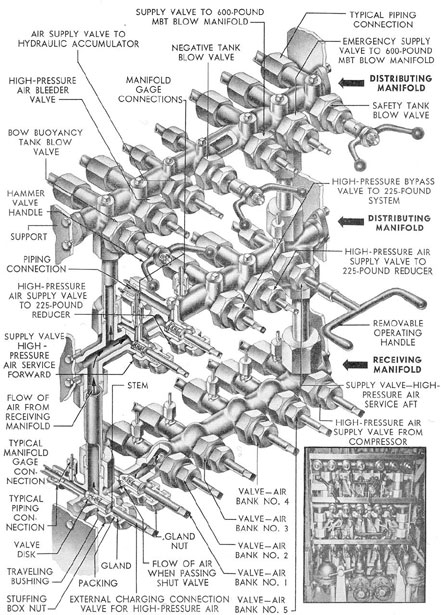 SUPPLY VALVE TO 600-POUND
MBT BLOW MANIFOLD
TYPICAL PIPING
CONNECTION
AIR SUPPLY VALVE TO
HYDRAULIC ACCUMULATOR
NEGATIVE TANK
BLOW VALVE
EMERGENCY SUPPLY
VALVE TO 600-POUND
MBT BLOW MANIFOLD
HIGH-PRESSURE
AIR BLEEDER
VALVE
MANIFOLD
GAGE
CONNECTIONS
DISTRIBUTING
MANIFOLD
SAFETY TANK
BLOW VALVE
BOW BUOYANCY
TANK BLOW
VALVE
HIGH-PRESSURE BYPASS
VALVE TO 225-POUND
SYSTEM
HAMMER
VALVE
HANDLE
DISTRIBUTING
MANIFOLD
SUPPORT
HIGH-PRESSURE AIR
SUPPLY VALVE TO
225-POUND REDUCER
PIPING
CONNECTION
HIGH-PRESSURE
AIR SUPPLY VALVE
TO 225-POUND
REDUCER
REMOVABLE
OPERATING
HANDLE
SUPPLY VALVE
HIGH-
PRESSURE
AIR SERVICE
FORWARD
RECEIVING
MANIFOLD
STEM
SUPPLY VALVE—HIGH-
PRESSURE AIR
SERVICE AFT
FLOW OF
AIR FROM
RECEIVING
MANIFOLD
HIGH-PRESSURE AIR
SUPPLY VALVE FROM
COMPRESSOR
TYPICAL
MANIFOLD
GAGE CON-
NECTION
VALVE—AIR
BANK NO. 4
TYPICAL
PIPING CON-
NECTION
VALVE—AIR
BANK NO. 3
GLAND
NUT
VALVE—AIR
BANK NO. 2
VALVE
DISK
GLAND
FLOW OF AIR
WHEN PASSING
SHUT VALVE
VALVE—AIR
BANK NO. 1
TRAVELING
BUSHING
PACKING
STUFFING
BOX NUT
EXTERNAL CHARGING CONNECTION
VALVE FOR HIGH-PRESSURE AIR
VALVE—AIR
BANK NO. 5